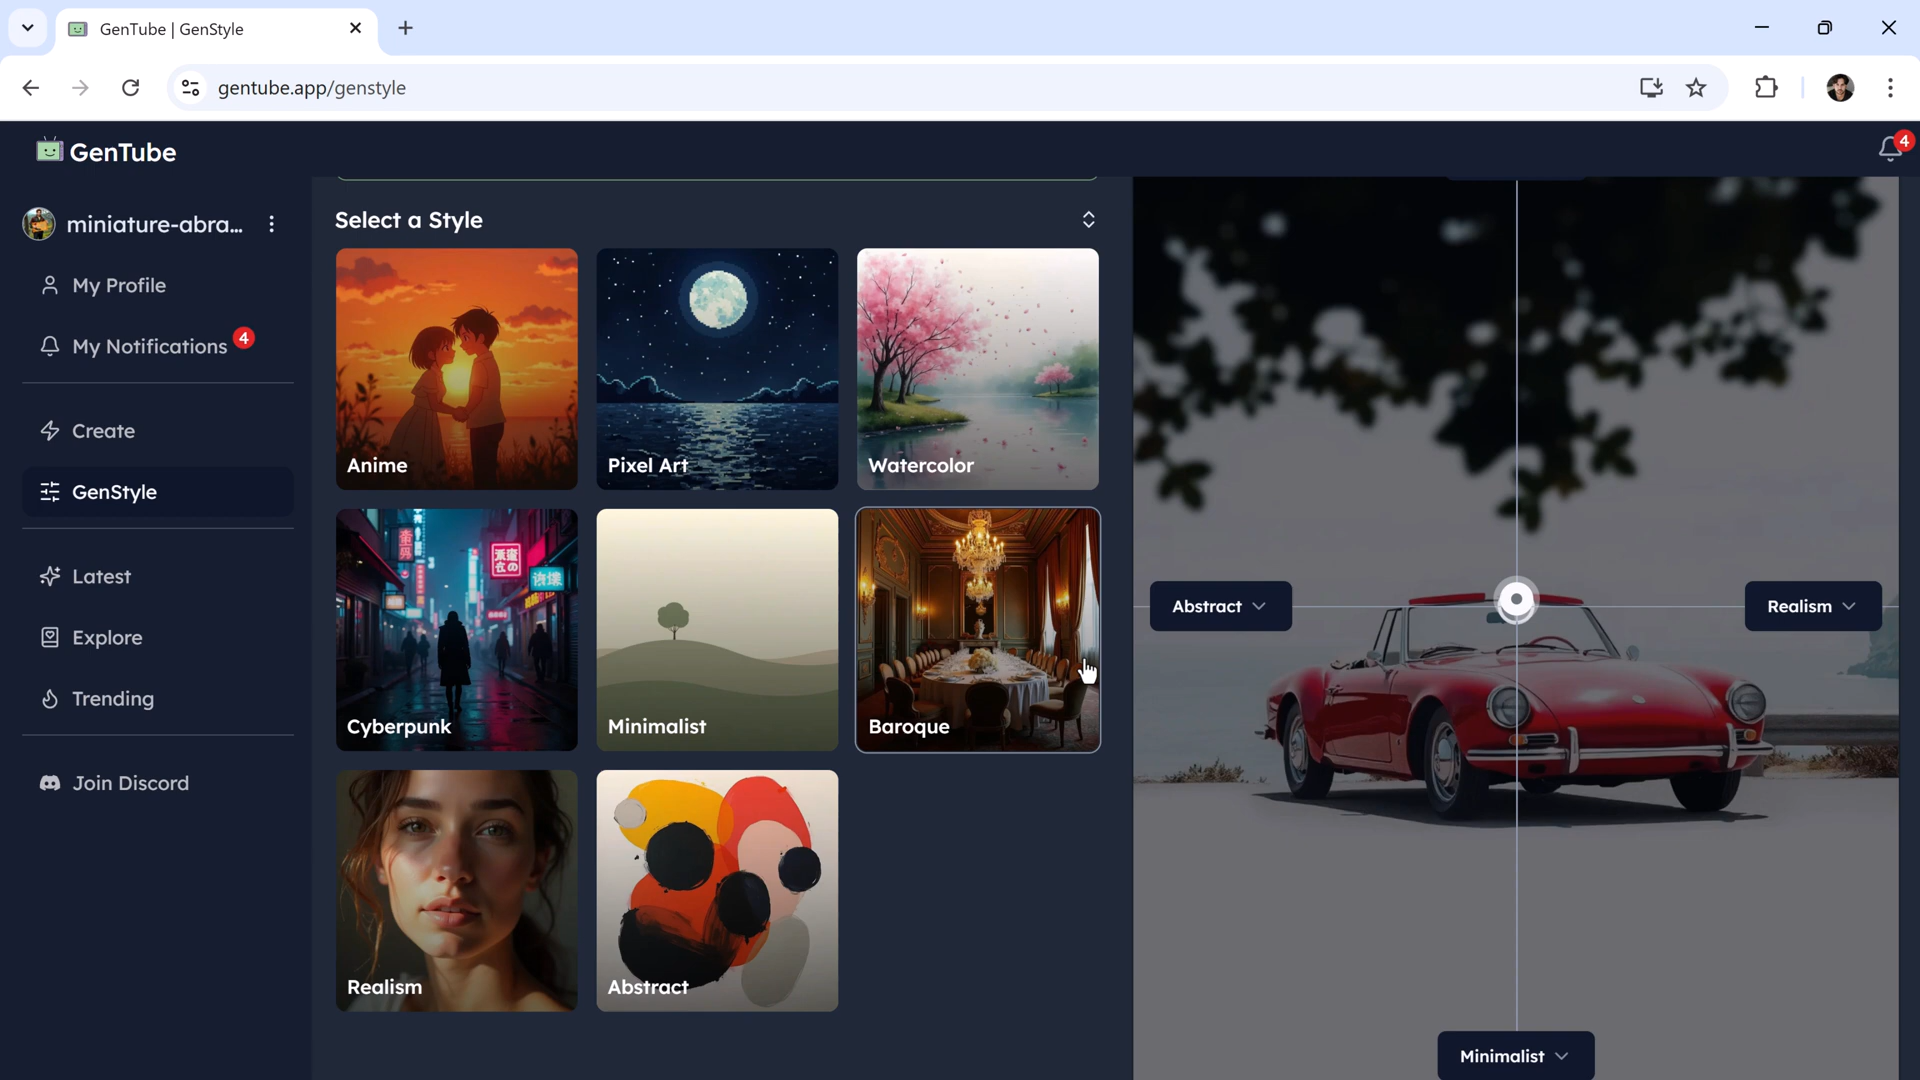 GenTube | GenStyle
gentube.app/genstyle
GenTube
4
miniature-abra...
My Profile
My Notifications
4
Create
GenStyle
Latest
Explore
Trending
Join Discord
Select a Style
Anime
Pixel Art
Watercolor
Cyberpunk
Minimalist
Baroque
Realism
Abstract
Abstract
Realism
Minimalist